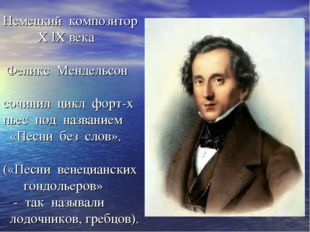 Немецкий композитор
X IX века
Феликс Мендельсон
сочинил цикл форт-х
пьес под названием
«Песни без слов».
(«Песни венецианских
гондольеров»
- так называли
лодочников, гребцов).